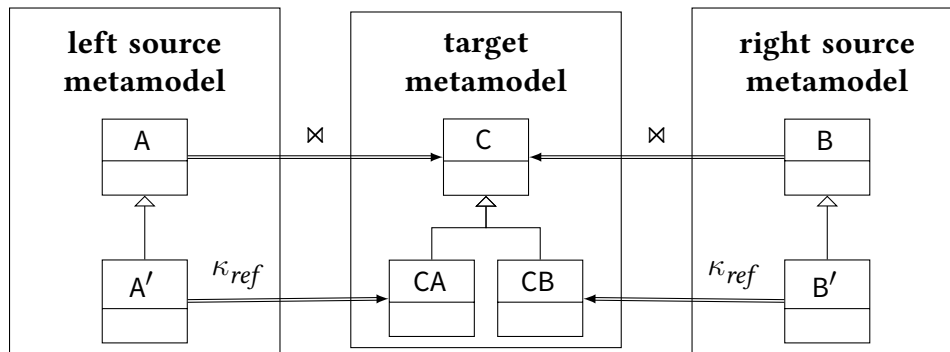 left source
metamodel
target
metamodel
right source
metamodel
A ⋈ C ⋈ B
A′ κref CA CB κref B′